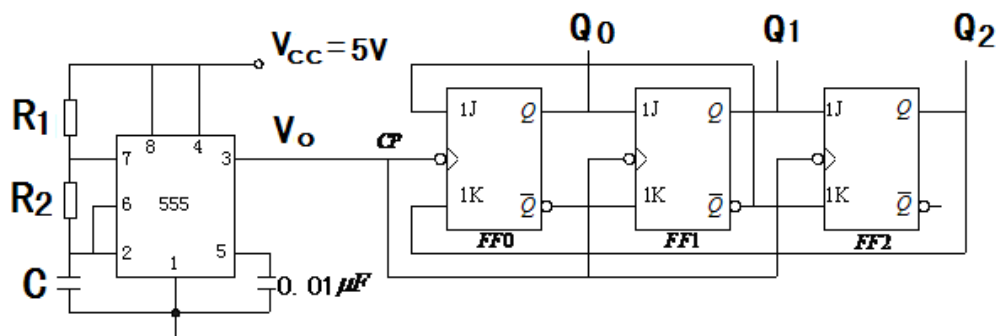 V_CC=5V
Q0 Q1 Q2
R1
R2
C
8 4
7 3
6 555
2 5
1
0.01μF
Vo
CP
1J Q
1K Q̅
FF0
1J Q
1K Q̅
FF1
1J Q
1K Q̅
FF2